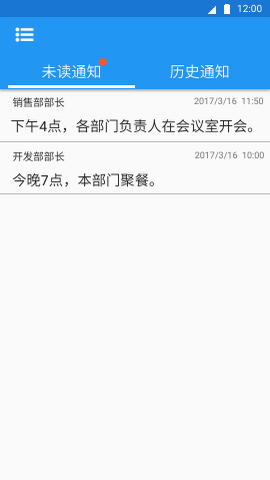 12:00
未读通知 历史通知
销售部部长 2017/3/16 11:50
下午4点，各部门负责人在会议室开会。
开发部部长 2017/3/16 10:00
今晚7点，本部门聚餐。